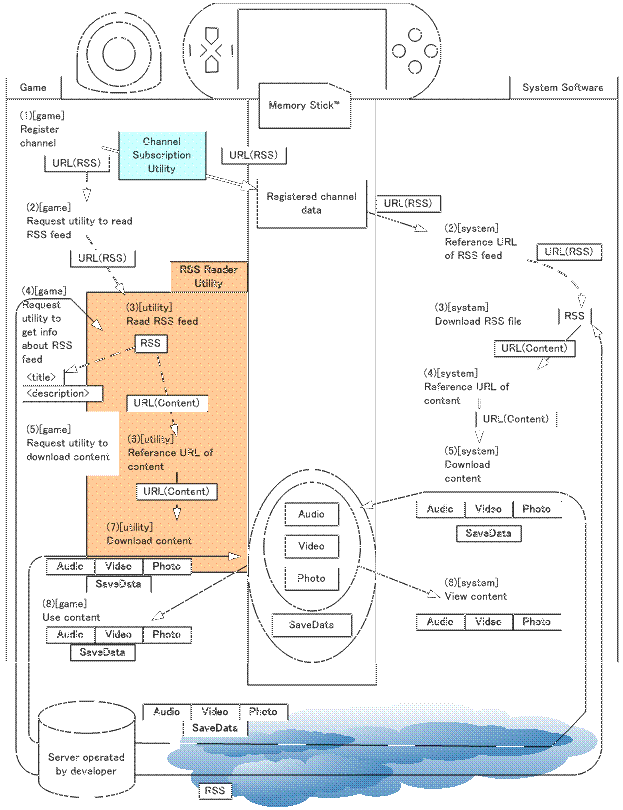 Game
Memory Stick™
System Software
(1)[game]
Register
channel
URL(RSS)
Channel
Subscription
Utility
URL(RSS)
Registered channel
data
URL(RSS)
(2)[game]
Request utility to read
RSS feed
URL(RSS)
(2)[system]
Reference URL
of RSS feed
URL(RSS)
RSS Reader
Utility
(4)[game]
Request
utility to
get info
about RSS
feed
(3)[utility]
Read RSS feed
RSS
(3)[system]
Download RSS file
RSS
URL(Content)
<title>
<description>
URL(Content)
(4)[system]
Reference URL of
content
URL(Content)
(5)[game]
Request utility to
download content
(6)[utility]
Reference URL of
content
URL(Content)
(5)[system]
Download
content
(7)[utility]
Download content
Audio
Video
Photo
SaveData
Audio Video Photo
SaveData
Audio Video Photo
SaveData
(8)[game]
Use content
Audio Video Photo
SaveData
(6)[system]
View content
Audio Video Photo
Audio Video Photo
SaveData
Server operated
by developer
RSS